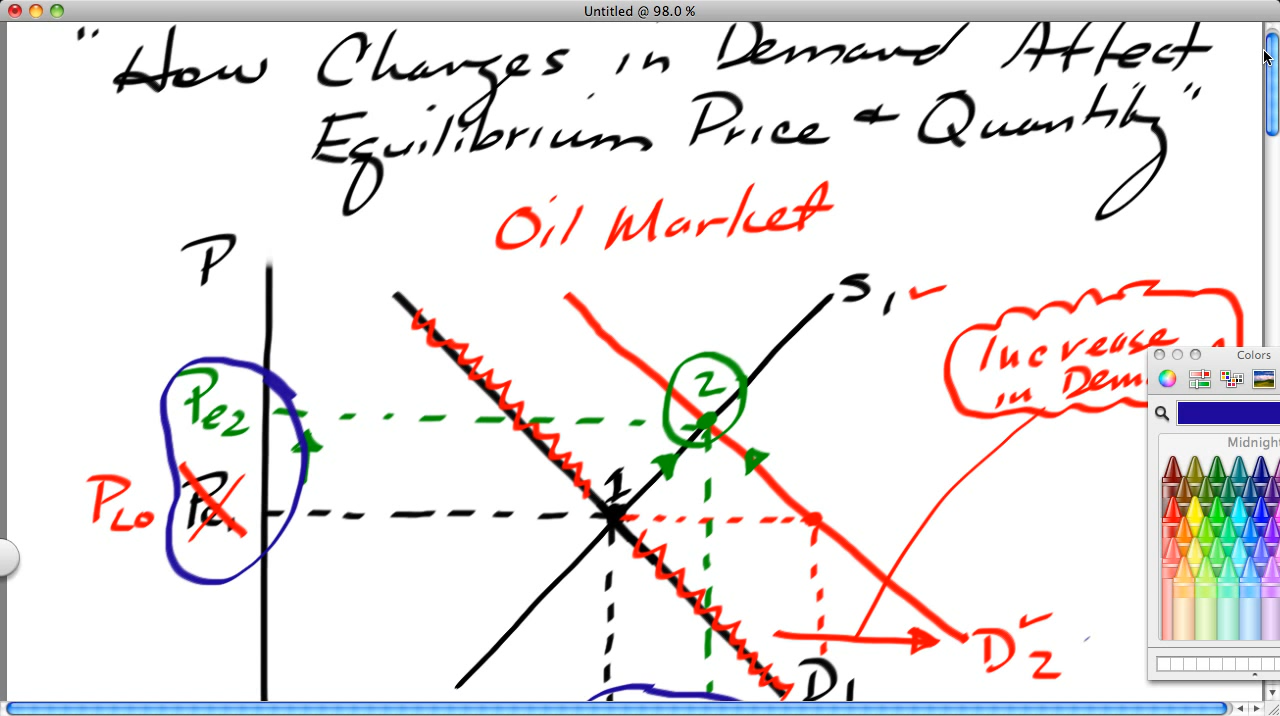 Untitled @ 98.0 %
"How Changes in Demand Affect
Equilibrium Price + Quantity"
Oil Market
P
S1
Increase
in Dem
Colors
2
Pe2
Midnight
1
PLo
Pe1
D2
D1